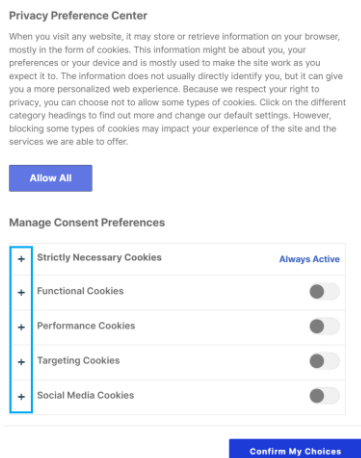 Privacy Preference Center
When you visit any website, it may store or retrieve information on your browser,
mostly in the form of cookies. This information might be about you, your
preferences or your device and is mostly used to make the site work as you
expect it to. The information does not usually directly identify you, but it can give
you a more personalized web experience. Because we respect your right to
privacy, you can choose not to allow some types of cookies. Click on the different
category headings to find out more and change our default settings. However,
blocking some types of cookies may impact your experience of the site and the
services we are able to offer.
Allow All
Manage Consent Preferences
+ Strictly Necessary Cookies Always Active
+ Functional Cookies
+ Performance Cookies
+ Targeting Cookies
+ Social Media Cookies
Confirm My Choices